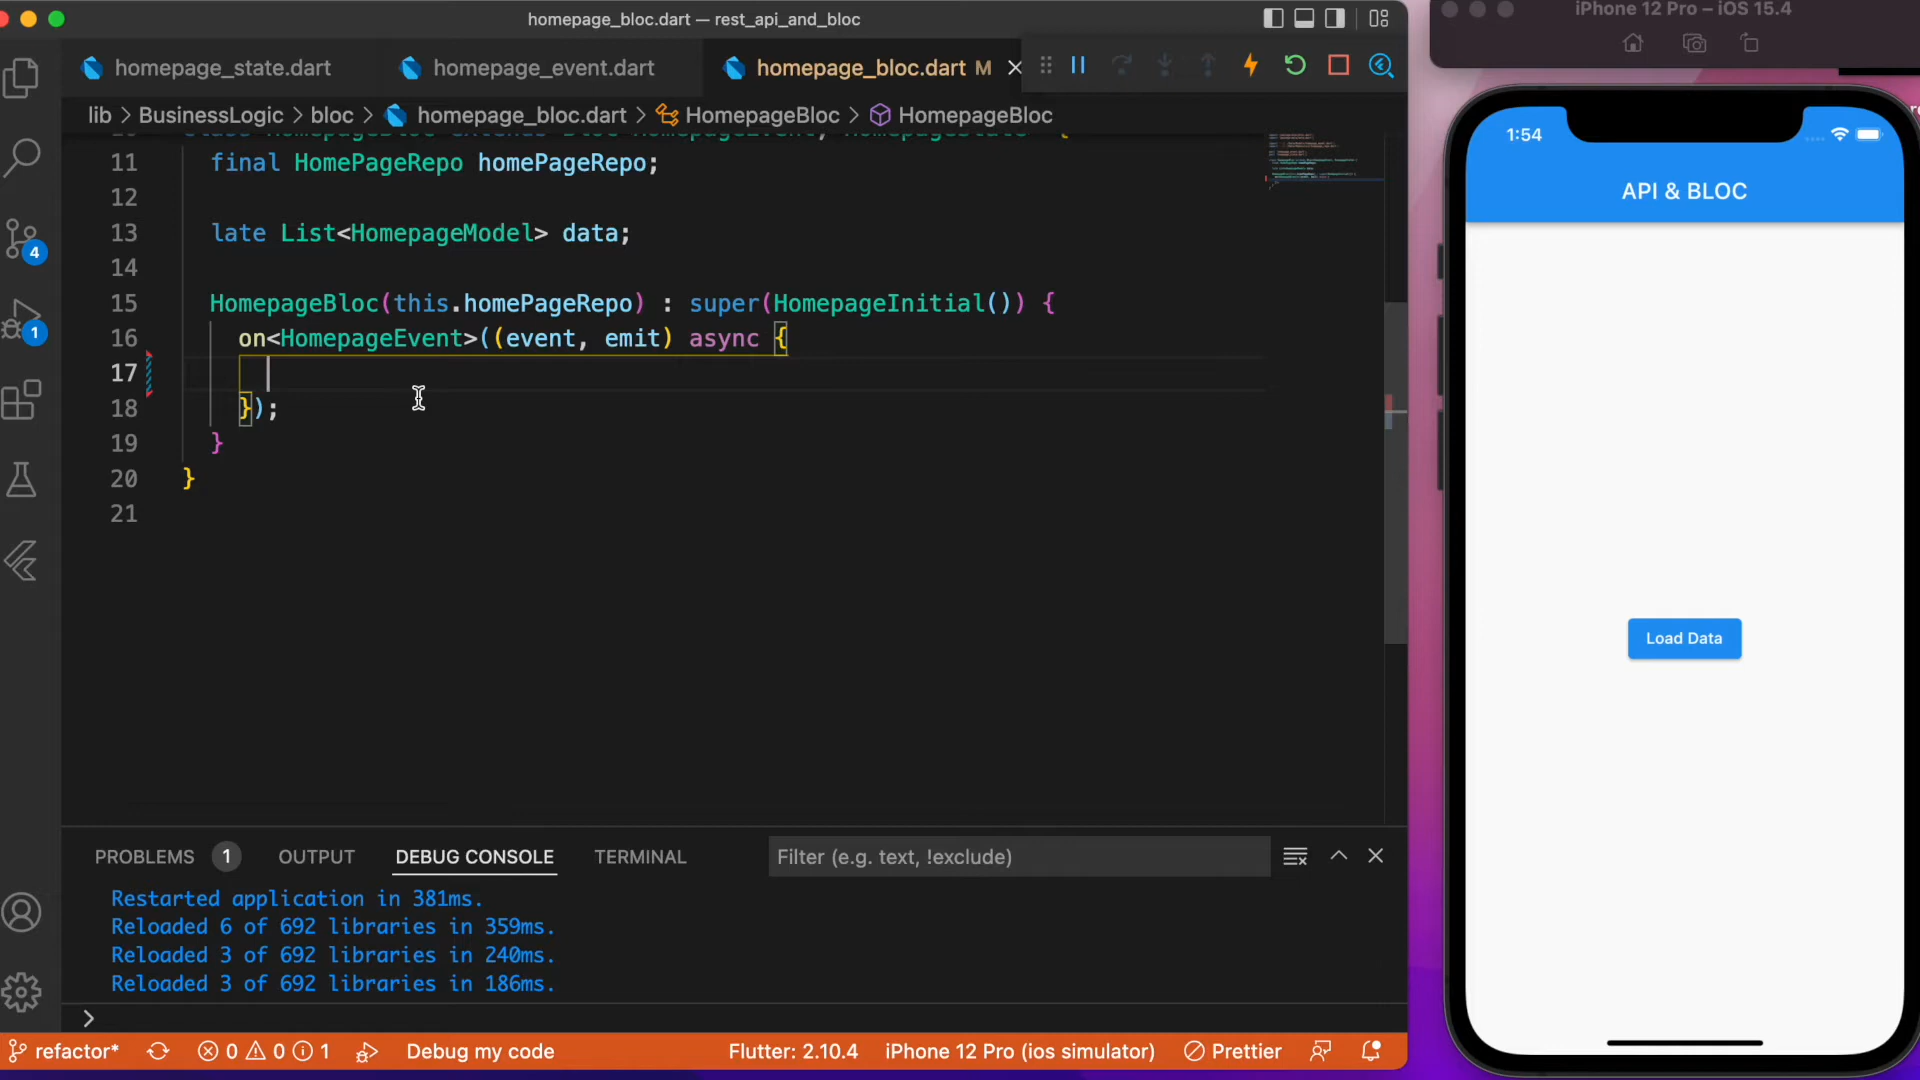 homepage_bloc.dart — rest_api_and_bloc
homepage_state.dart
homepage_event.dart
homepage_bloc.dart M
lib > BusinessLogic > bloc > homepage_bloc.dart > HomepageBloc > HomepageBloc
11 final HomePageRepo homePageRepo;
12
13 late List<HomepageModel> data;
14
15 HomepageBloc(this.homePageRepo) : super(HomepageInitial()) {
16 on<HomepageEvent>((event, emit) async {
17
18 });
19 }
20 }
21
4
1
PROBLEMS 1 OUTPUT DEBUG CONSOLE TERMINAL
Filter (e.g. text, !exclude)
Restarted application in 381ms.
Reloaded 6 of 692 libraries in 359ms.
Reloaded 3 of 692 libraries in 240ms.
Reloaded 3 of 692 libraries in 186ms.
>
refactor* 0 0 1 Debug my code Flutter: 2.10.4 iPhone 12 Pro (ios simulator) Prettier
iPhone 12 Pro – iOS 15.4
1:54
API & BLOC
Load Data